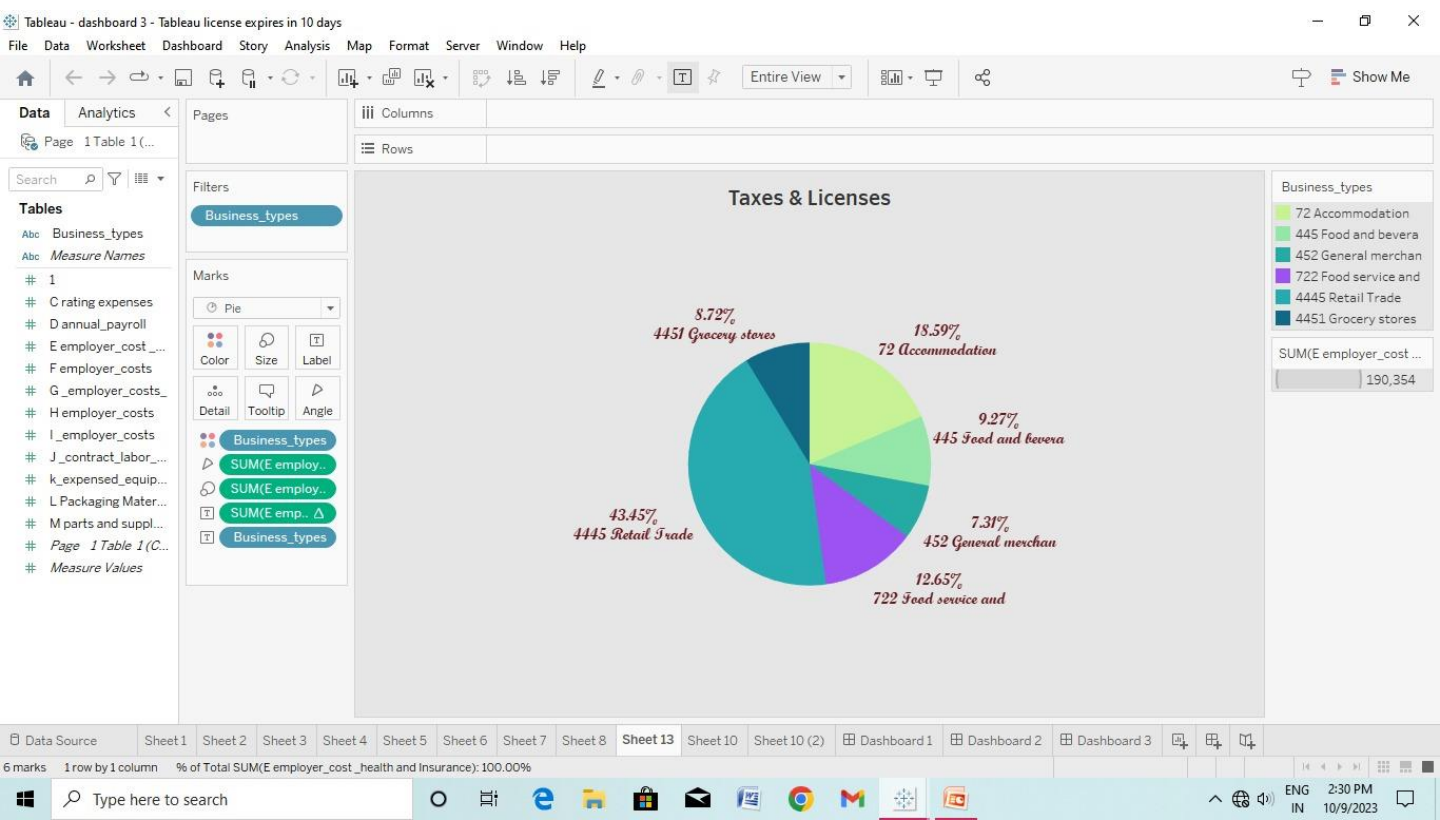 Tableau - dashboard 3 - Tableau license expires in 10 days
File Data Worksheet Dashboard Story Analysis Map Format Server Window Help
Entire View
Show Me
Data Analytics
Page 1 Table 1 (...
Search
Tables
Abc Business_types
Abc Measure Names
# 1
# C rating expenses
# D annual_payroll
# E employer_cost _...
# F employer_costs
# G _employer_costs_
# H employer_costs
# I _employer_costs
# J _contract_labor_...
# k_expensed_equip...
# L Packaging Mater...
# M parts and suppl...
# Page 1 Table 1 (C...
# Measure Values
Pages
Filters
Business_types
Marks
Pie
Color Size Label
Detail Tooltip Angle
Business_types
SUM(E employ..
SUM(E employ..
SUM(E emp.. Δ
Business_types
Columns
Rows
Taxes & Licenses
8.72%
4451 Grocery stores
18.59%
72 Accommodation
9.27%
445 Food and bevera
43.45%
4445 Retail Trade
7.31%
452 General merchan
12.65%
722 Food service and
Business_types
72 Accommodation
445 Food and bevera
452 General merchan
722 Food service and
4445 Retail Trade
4451 Grocery stores
SUM(E employer_cost ...
190,354
Data Source Sheet 1 Sheet 2 Sheet 3 Sheet 4 Sheet 5 Sheet 6 Sheet 7 Sheet 8 Sheet 13 Sheet 10 Sheet 10 (2) Dashboard 1 Dashboard 2 Dashboard 3
6 marks 1 row by 1 column % of Total SUM(E employer_cost _health and Insurance): 100.00%
Type here to search
ENG
IN
2:30 PM
10/9/2023